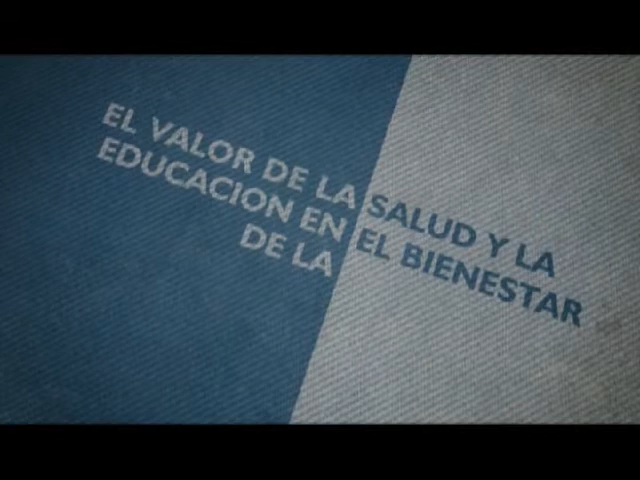 EL VALOR DE LA SALUD Y LA
EDUCACION EN EL BIENESTAR
DE LA